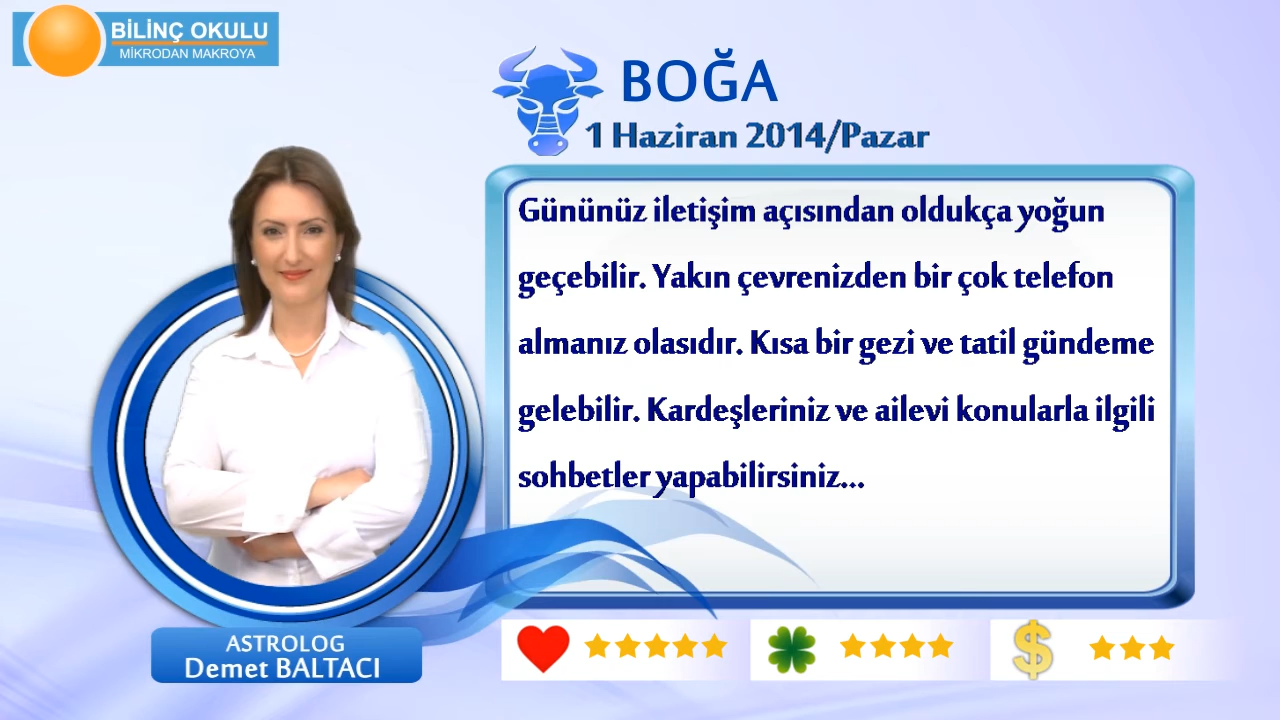 BİLİNÇ OKULU
MİKRODAN MAKROYA
BOĞA
1 Haziran 2014/Pazar
Gününüz iletişim açısından oldukça yoğun
geçebilir. Yakın çevrenizden bir çok telefon
almanız olasıdır. Kısa bir gezi ve tatil gündeme
gelebilir. Kardeşleriniz ve ailevi konularla ilgili
sohbetler yapabilirsiniz...
ASTROLOG
Demet BALTACI
$